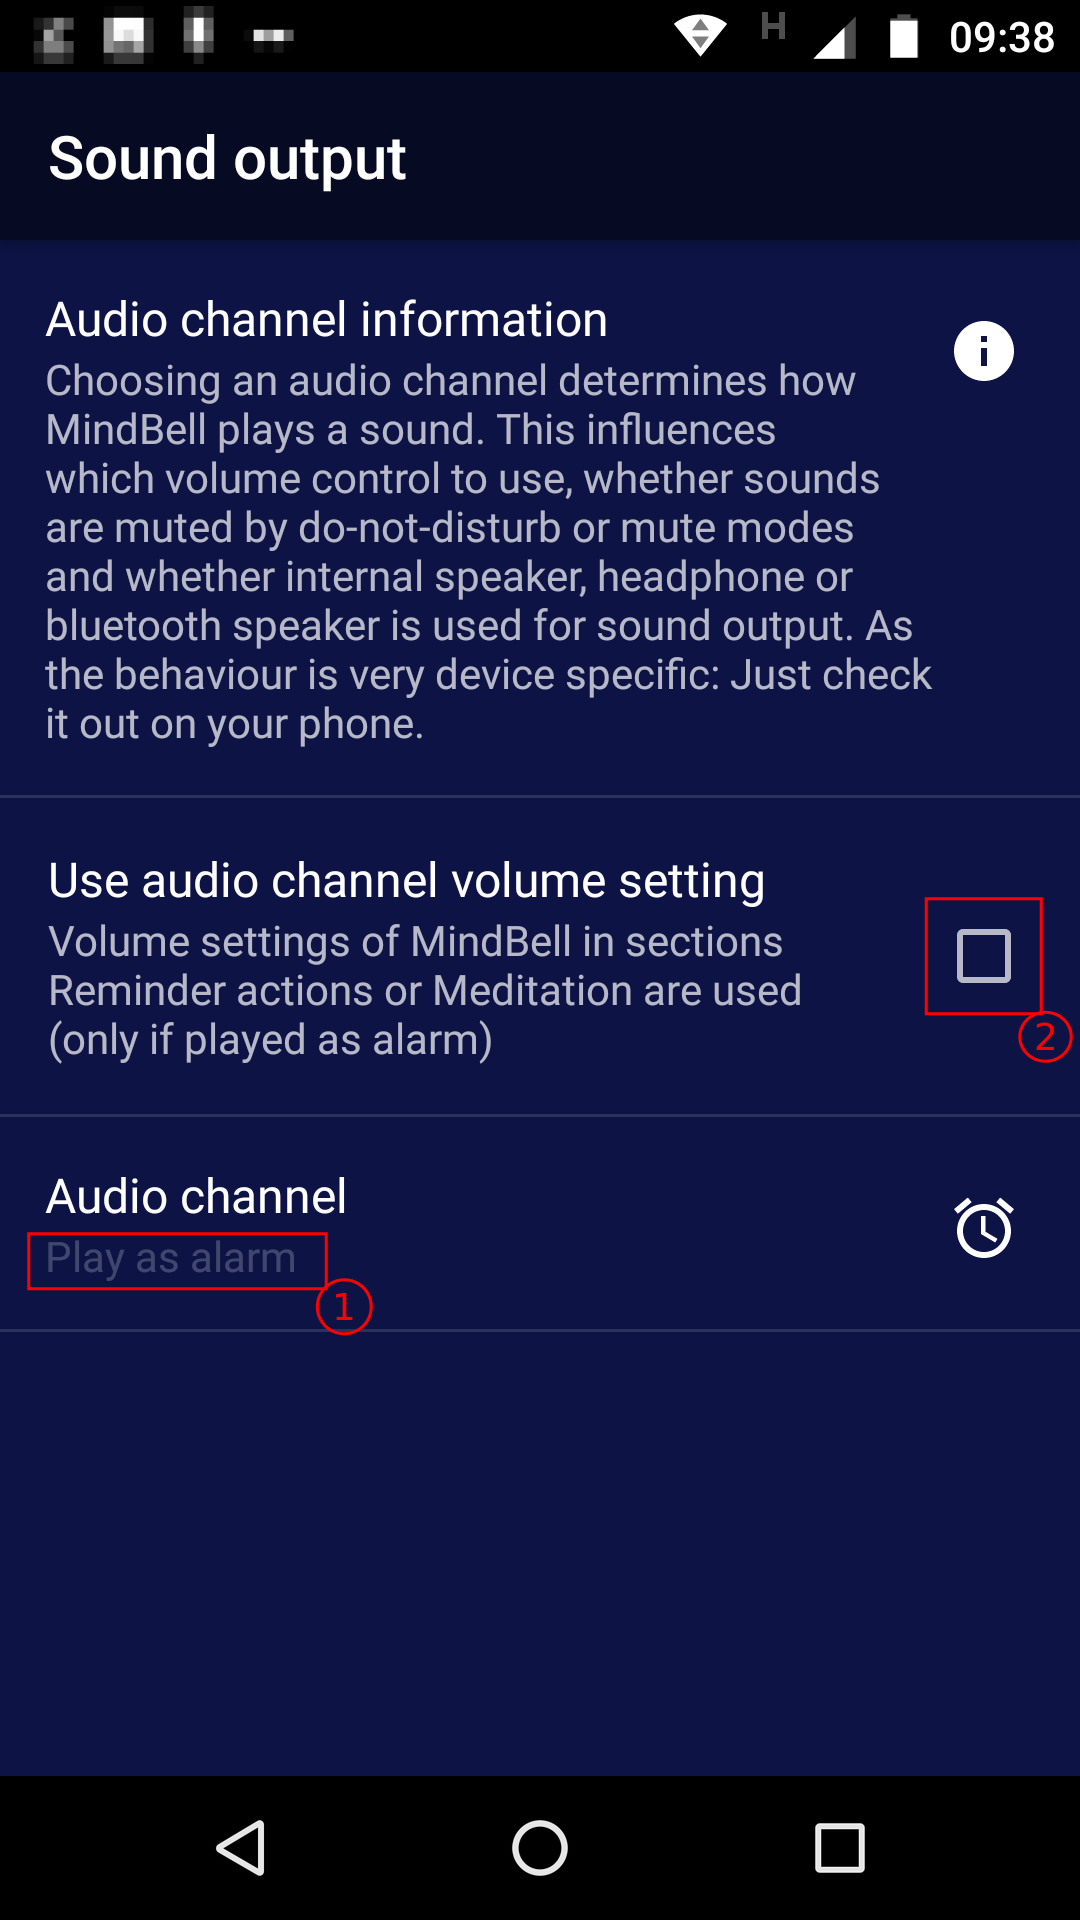 H 09:38
Sound output
Audio channel information
Choosing an audio channel determines how
MindBell plays a sound. This influences
which volume control to use, whether sounds
are muted by do-not-disturb or mute modes
and whether internal speaker, headphone or
bluetooth speaker is used for sound output. As
the behaviour is very device specific: Just check
it out on your phone.
Use audio channel volume setting
Volume settings of MindBell in sections
Reminder actions or Meditation are used
(only if played as alarm)
2
Audio channel
Play as alarm
1